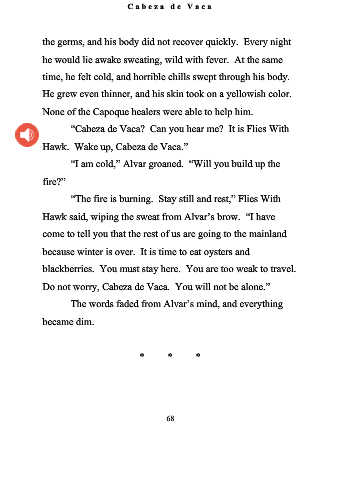 Cabeza de Vaca
the germs, and his body did not recover quickly. Every night
he would lie awake sweating, wild with fever. At the same
time, he felt cold, and horrible chills swept through his body.
He grew even thinner, and his skin took on a yellowish color.
None of the Capoque healers were able to help him.
“Cabeza de Vaca? Can you hear me? It is Flies With
Hawk. Wake up, Cabeza de Vaca.”
“I am cold,” Alvar groaned. “Will you build up the
fire?”
“The fire is burning. Stay still and rest,” Flies With
Hawk said, wiping the sweat from Alvar’s brow. “I have
come to tell you that the rest of us are going to the mainland
because winter is over. It is time to eat oysters and
blackberries. You must stay here. You are too weak to travel.
Do not worry, Cabeza de Vaca. You will not be alone.”
The words faded from Alvar’s mind, and everything
became dim.
* * *
68